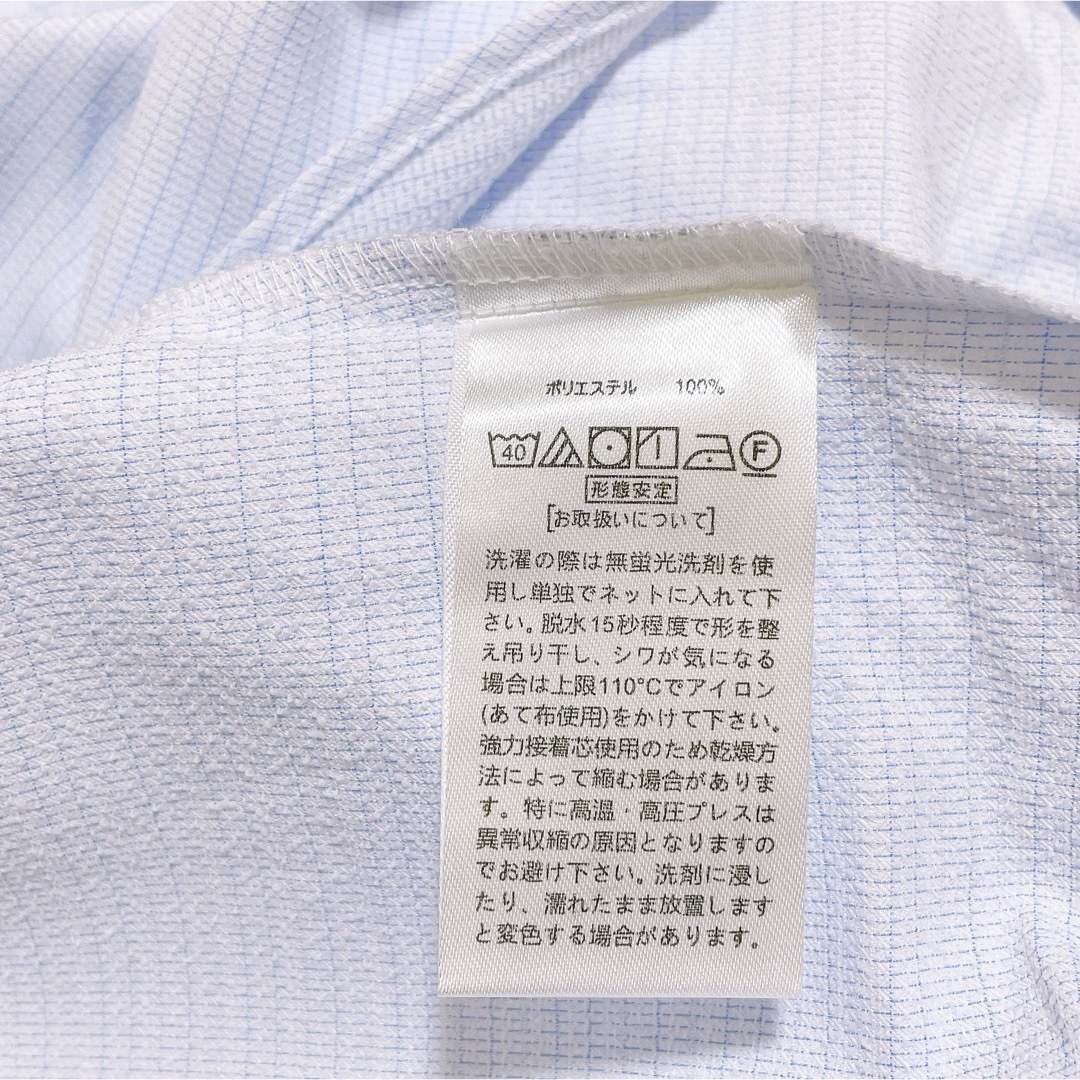 ポリエステル 100%
40 F
形態安定
[お取扱いについて]
洗濯の際は無蛍光洗剤を使
用し単独でネットに入れて下
さい。脱水15秒程度で形を整
え吊り干し、シワが気になる
場合は上限110℃でアイロン
(あて布使用)をかけて下さい。
強力接着芯使用のため乾燥方
法によって縮む場合がありま
す。特に高温・高圧プレスは
異常収縮の原因となりますの
でお避け下さい。洗剤に浸し
たり、濡れたまま放置します
と変色する場合があります。